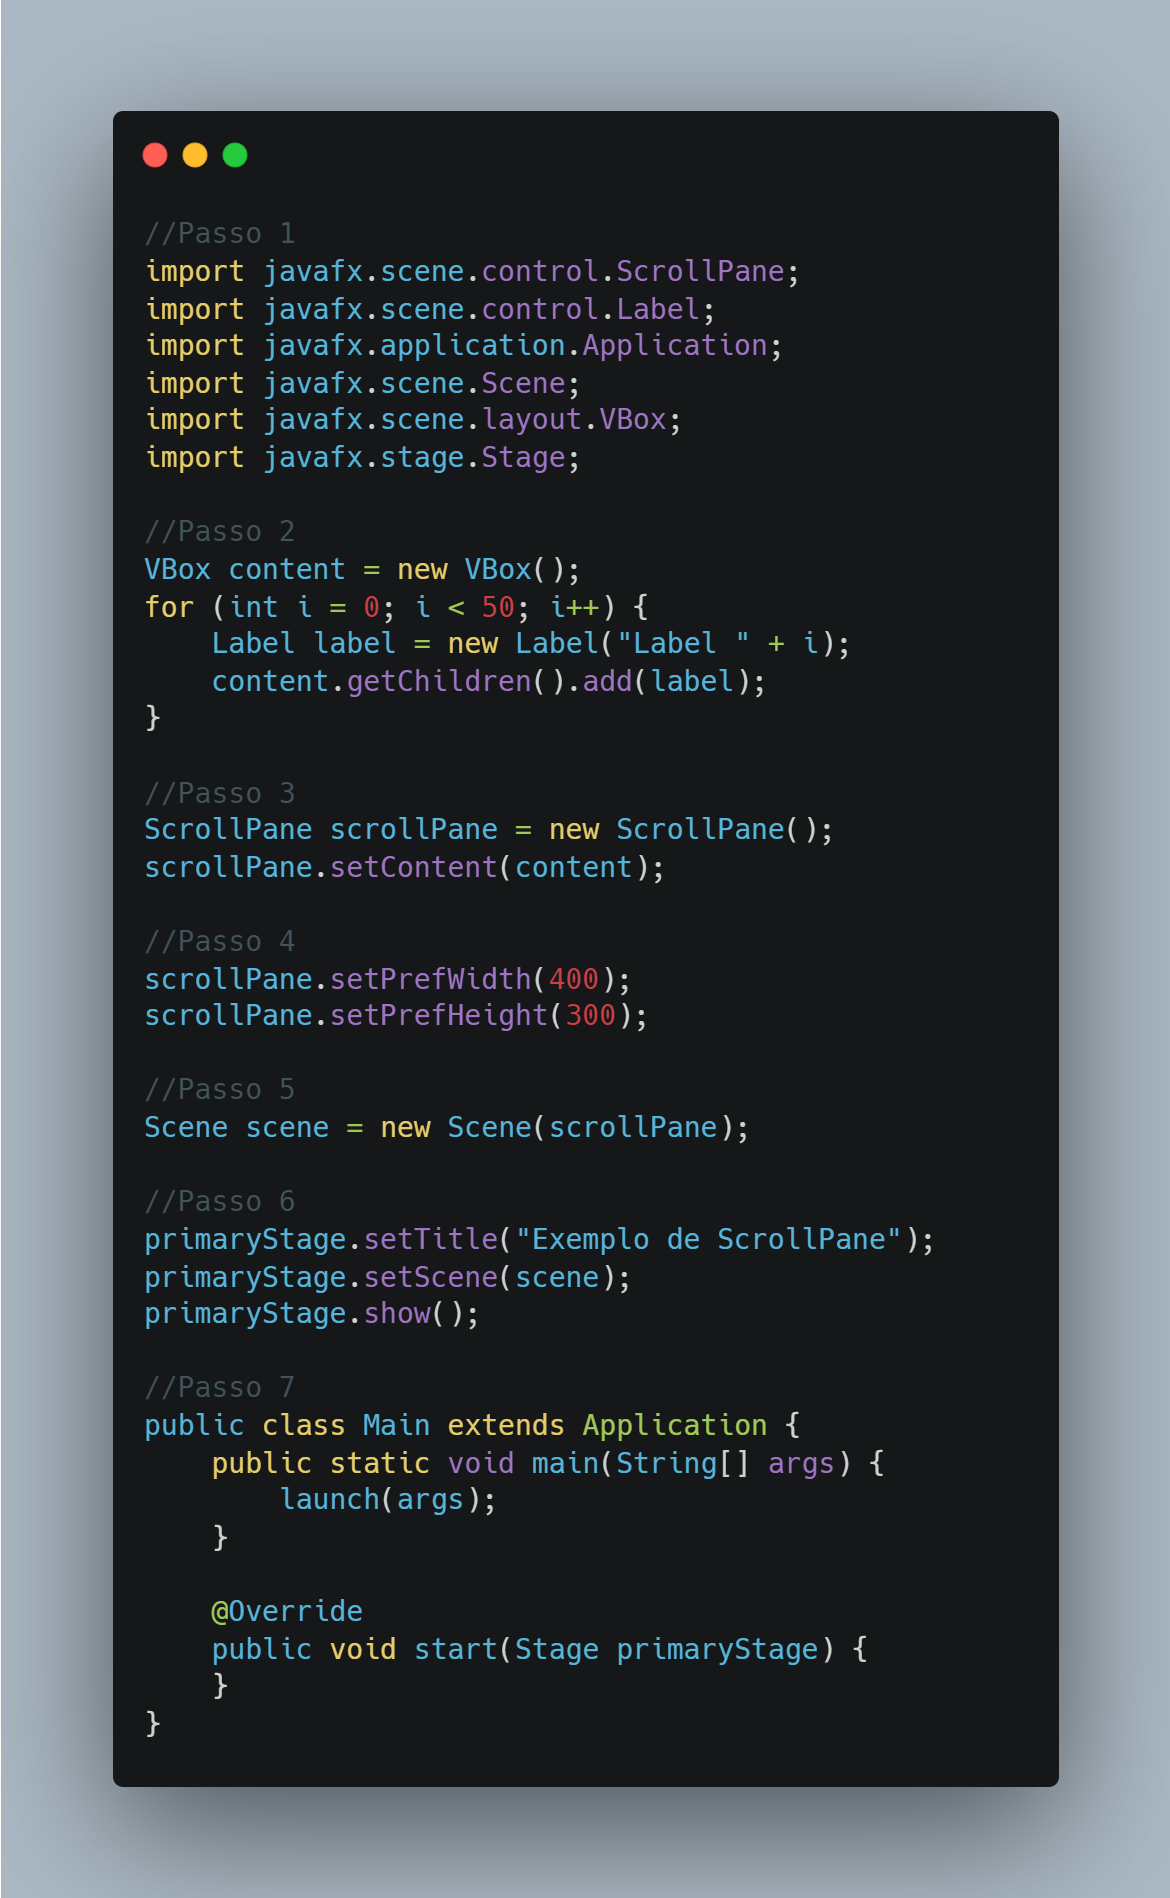 //Passo 1
import javafx.scene.control.ScrollPane;
import javafx.scene.control.Label;
import javafx.application.Application;
import javafx.scene.Scene;
import javafx.scene.layout.VBox;
import javafx.stage.Stage;

//Passo 2
VBox content = new VBox();
for (int i = 0; i < 50; i++) {
    Label label = new Label("Label " + i);
    content.getChildren().add(label);
}

//Passo 3
ScrollPane scrollPane = new ScrollPane();
scrollPane.setContent(content);

//Passo 4
scrollPane.setPrefWidth(400);
scrollPane.setPrefHeight(300);

//Passo 5
Scene scene = new Scene(scrollPane);

//Passo 6
primaryStage.setTitle("Exemplo de ScrollPane");
primaryStage.setScene(scene);
primaryStage.show();

//Passo 7
public class Main extends Application {
    public static void main(String[] args) {
        launch(args);
    }

    @Override
    public void start(Stage primaryStage) {
    }
}